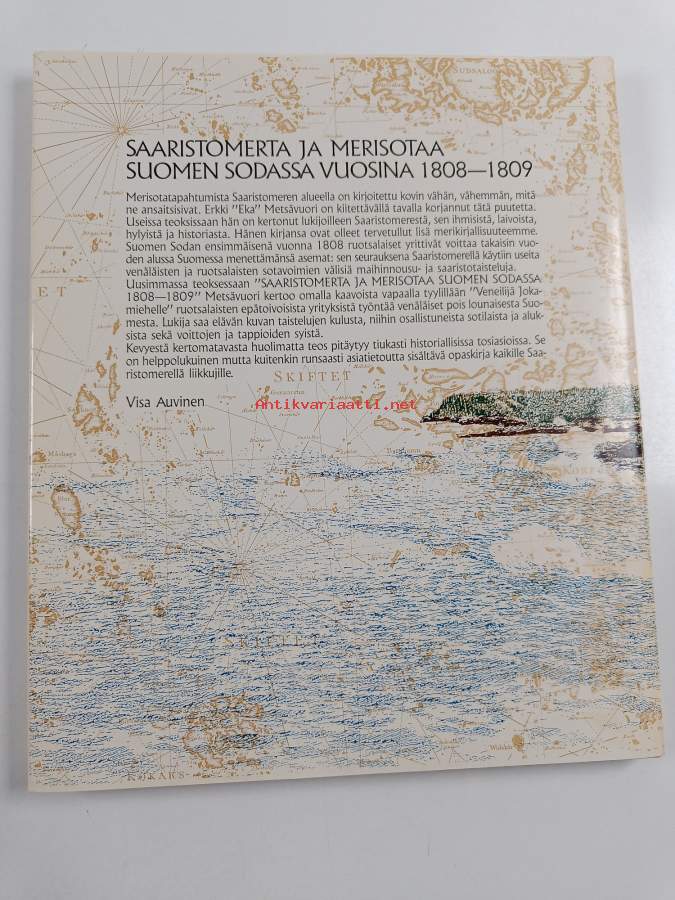 SUDSALO
SAARISTOMERTA JA MERISOTAA
SUOMEN SODASSA VUOSINA 1808—1809
Merisotatapahtumista Saaristomeren alueella on kirjoitettu kovin vähän, vähemmän, mitä
ne ansaitsisivat. Erkki "Eka" Metsävuori on kiitettävällä tavalla korjannut tätä puutetta.
Useissa teoksissaan hän on kertonut lukijoilleen Saaristomerestä, sen ihmisistä, laivoista,
hylyistä ja historiasta. Hänen kirjansa ovat olleet tervetullut lisä merikirjallisuuteemme.
Suomen Sodan ensimmäisenä vuonna 1808 ruotsalaiset yrittivät voittaa takaisin vuo-
den alussa Suomessa menettämänsä asemat: sen seurauksena Saaristomerellä käytiin useita
venäläisten ja ruotsalaisten sotavoimien välisiä maihinnousu- ja saaristotaisteluja.
Uusimmassa teoksessaan "SAARISTOMERTA JA MERISOTAA SUOMEN SODASSA
1808—1809" Metsävuori kertoo omalla kaavoista vapaalla tyylillään "Veneilijä Joka-
miehelle" ruotsalaisten epätoivoisista yrityksistä työntää venäläiset pois lounaisesta Suo-
mesta. Lukija saa elävän kuvan taistelujen kulusta, niihin osallistuneista sotilaista ja aluk-
sista sekä voittojen ja tappioiden syistä.
Kevyestä kertomatavasta huolimatta teos pitäytyy tiukasti historiallisissa tosiasioissa. Se
on helppolukuinen mutta kuitenkin runsaasti asiatietoutta sisältävä opaskirja kaikille Saa-
ristomerellä liikkujille.
SKIFTET
Visa Auvinen
Antikvariaatti.net
SKIFTET
KÖKARS